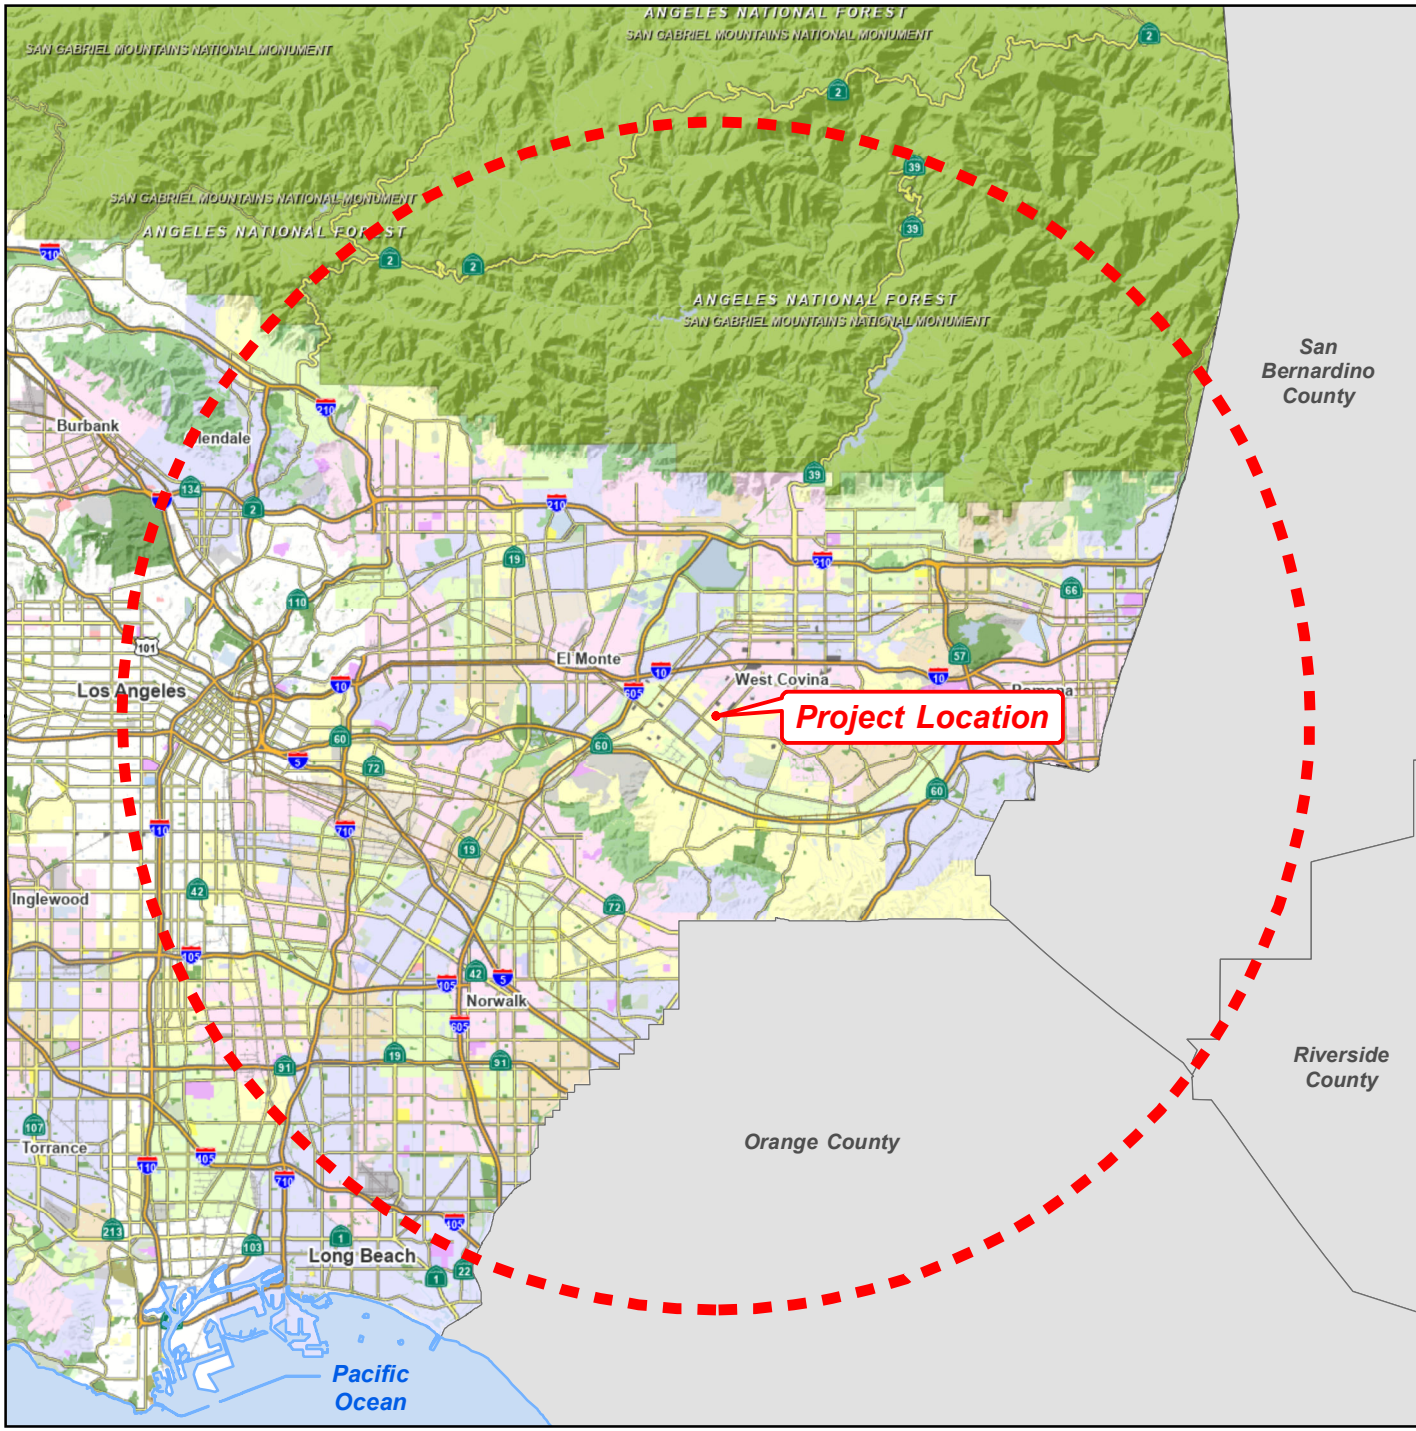 ANGELES NATIONAL FOREST
SAN GABRIEL MOUNTAINS NATIONAL MONUMENT
2
SAN GABRIEL MOUNTAINS NATIONAL MONUMENT
2
39
SAN GABRIEL MOUNTAINS NATIONAL MONUMENT
ANGELES NATIONAL FOREST
39
210
2
2
ANGELES NATIONAL FOREST
SAN GABRIEL MOUNTAINS NATIONAL MONUMENT
San
Bernardino
County
210
Burbank
lendale
39
134
2
210
19
210
66
110
101
57
El Monte
10
West Covina
10
Los Angeles
10
605
Project Location
60
60
5
72
60
110
710
19
42
Inglewood
72
405
42
5
605
Norwalk
605
19
91
91
Riverside
County
107
Torrance
Orange County
405
110
710
213
103
1
405
Long Beach
1
22
Pacific
Ocean